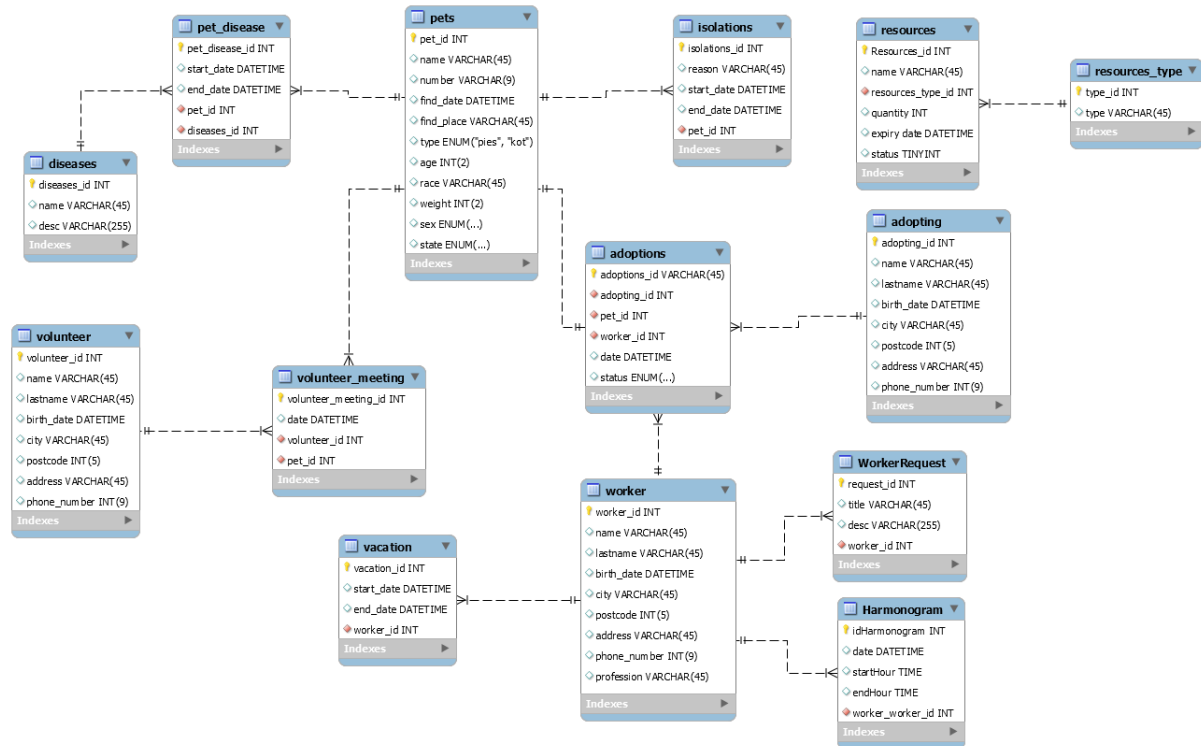 pet_disease
pet_disease_id INT
start_date DATETIME
end_date DATETIME
pet_id INT
diseases_id INT
Indexes
pets
pet_id INT
name VARCHAR(45)
number VARCHAR(9)
find_date DATETIME
find_place VARCHAR(45)
type ENUM("pies", "kot")
age INT(2)
race VARCHAR(45)
weight INT(2)
sex ENUM(...)
state ENUM(...)
Indexes
isolations
isolations_id INT
reason VARCHAR(45)
start_date DATETIME
end_date DATETIME
pet_id INT
Indexes
resources
Resources_id INT
name VARCHAR(45)
resources_type_id INT
quantity INT
expiry date DATETIME
status TINYINT
Indexes
resources_type
type_id INT
type VARCHAR(45)
Indexes
diseases
diseases_id INT
name VARCHAR(45)
desc VARCHAR(255)
Indexes
adoptions
adoptions_id VARCHAR(45)
adopting_id INT
pet_id INT
worker_id INT
date DATETIME
status ENUM(...)
Indexes
adopting
adopting_id INT
name VARCHAR(45)
lastname VARCHAR(45)
birth_date DATETIME
city VARCHAR(45)
postcode INT(5)
address VARCHAR(45)
phone_number INT(9)
Indexes
volunteer
volunteer_id INT
name VARCHAR(45)
lastname VARCHAR(45)
birth_date DATETIME
city VARCHAR(45)
postcode INT(5)
address VARCHAR(45)
phone_number INT(9)
Indexes
volunteer_meeting
volunteer_meeting_id INT
date DATETIME
volunteer_id INT
pet_id INT
Indexes
vacation
vacation_id INT
start_date DATETIME
end_date DATETIME
worker_id INT
Indexes
worker
worker_id INT
name VARCHAR(45)
lastname VARCHAR(45)
birth_date DATETIME
city VARCHAR(45)
postcode INT(5)
address VARCHAR(45)
phone_number INT(9)
profession VARCHAR(45)
Indexes
WorkerRequest
request_id INT
title VARCHAR(45)
desc VARCHAR(255)
worker_id INT
Indexes
Harmonogram
idHarmonogram INT
date DATETIME
startHour TIME
endHour TIME
worker_worker_id INT
Indexes